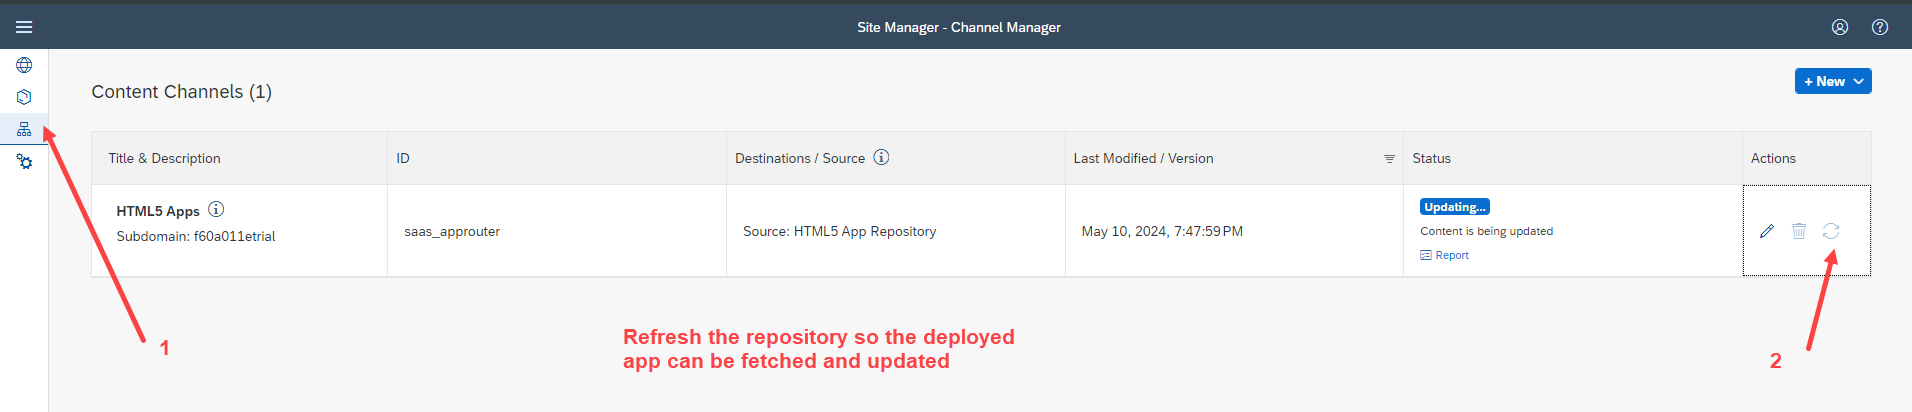 Site Manager - Channel Manager
Content Channels (1)
+ New
Title & Description
ID
Destinations / Source
Last Modified / Version
Status
Actions
HTML5 Apps
Subdomain: f60a011etrial
saas_approuter
Source: HTML5 App Repository
May 10, 2024, 7:47:59 PM
Updating...
Content is being updated
Report
1
Refresh the repository so the deployed
app can be fetched and updated
2